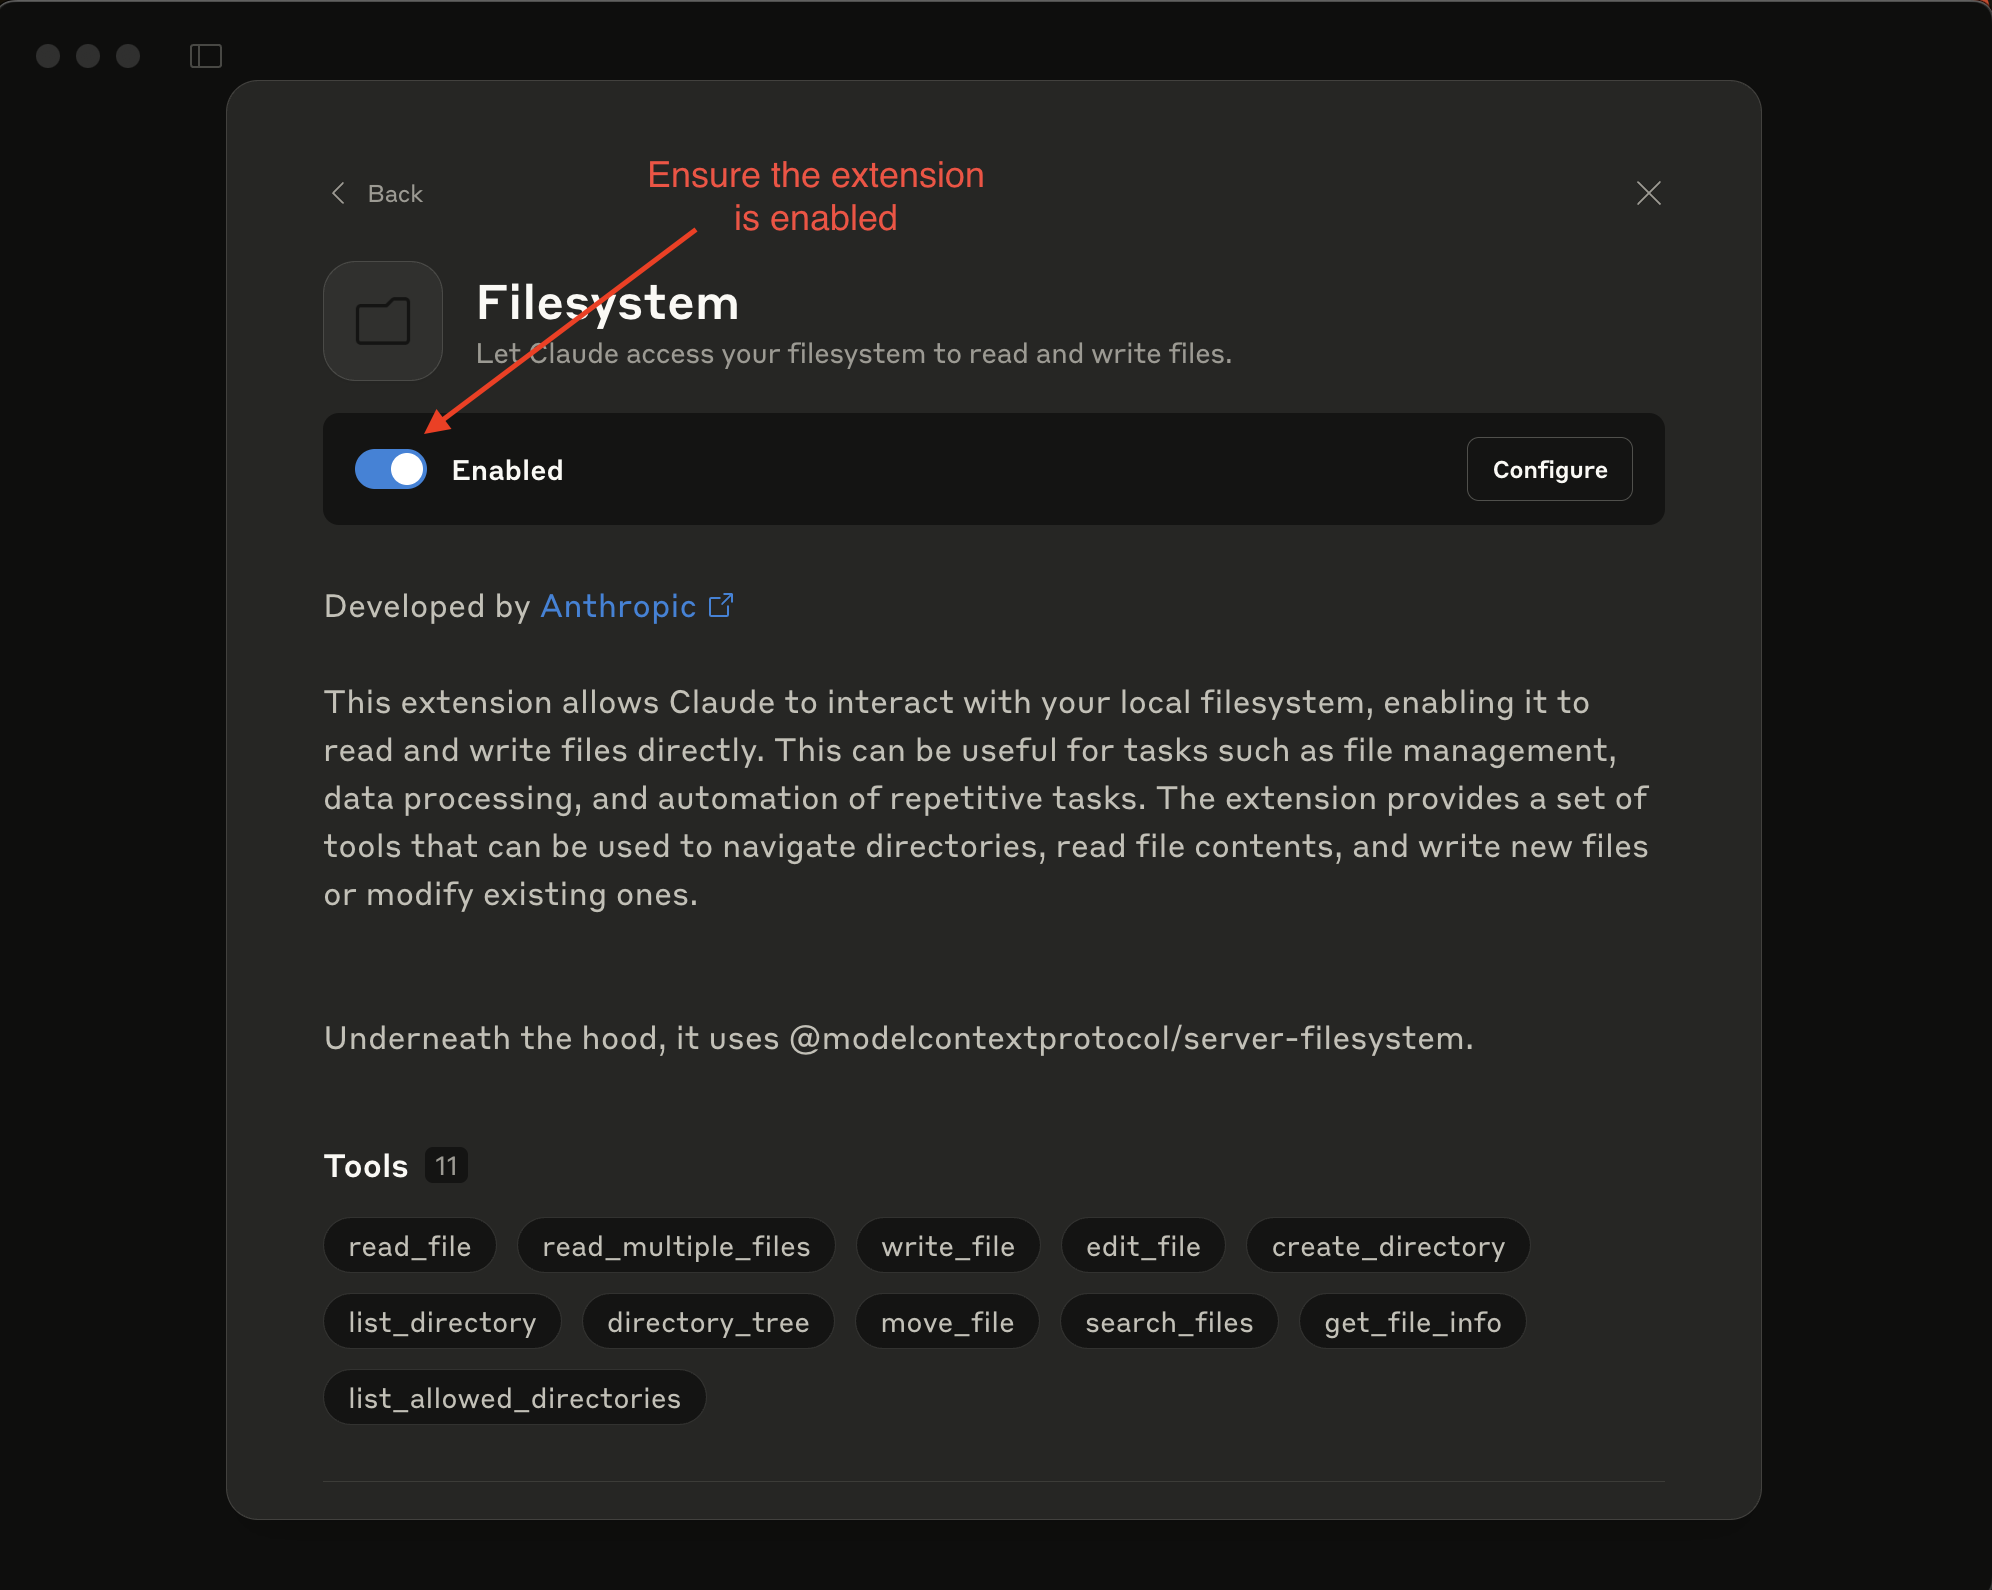 Back
Ensure the extension
is enabled
Filesystem
Let Claude access your filesystem to read and write files.
Enabled
Configure
Developed by Anthropic
This extension allows Claude to interact with your local filesystem, enabling it to
read and write files directly. This can be useful for tasks such as file management,
data processing, and automation of repetitive tasks. The extension provides a set of
tools that can be used to navigate directories, read file contents, and write new files
or modify existing ones.
Underneath the hood, it uses @modelcontextprotocol/server-filesystem.
Tools 11
read_file read_multiple_files write_file edit_file create_directory
list_directory directory_tree move_file search_files get_file_info
list_allowed_directories